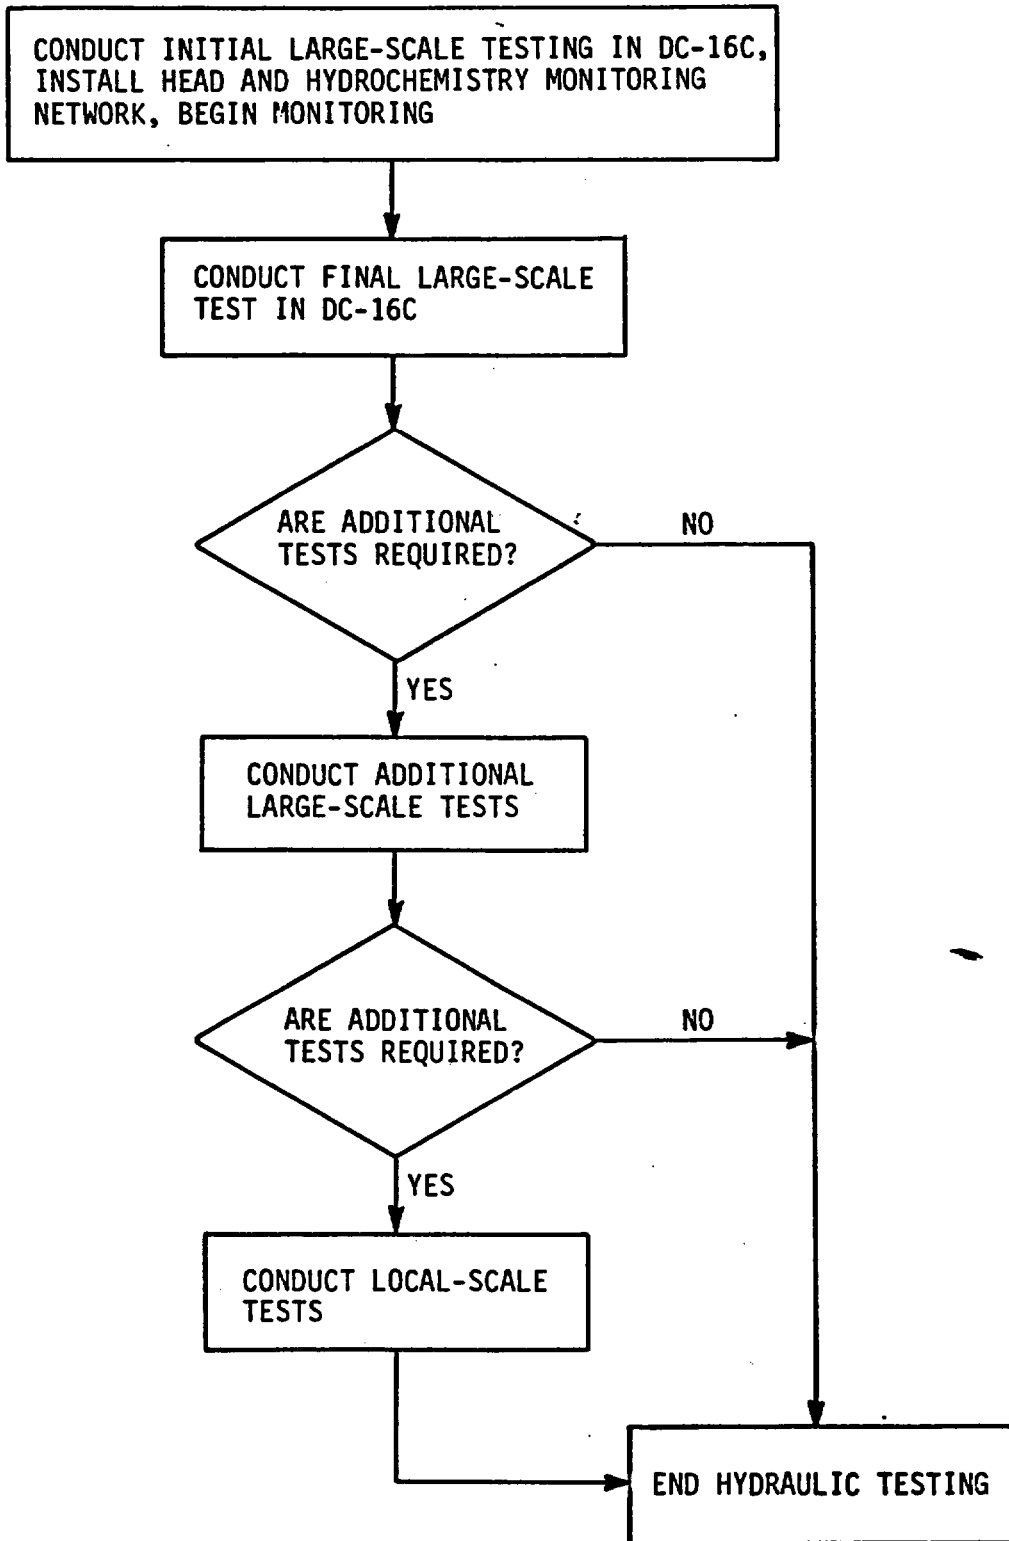 CONDUCT INITIAL LARGE-SCALE TESTING IN DC-16C,
INSTALL HEAD AND HYDROCHEMISTRY MONITORING
NETWORK, BEGIN MONITORING
CONDUCT FINAL LARGE-SCALE
TEST IN DC-16C
ARE ADDITIONAL
TESTS REQUIRED?
NO
YES
CONDUCT ADDITIONAL
LARGE-SCALE TESTS
ARE ADDITIONAL
TESTS REQUIRED?
NO
YES
CONDUCT LOCAL-SCALE
TESTS
END HYDRAULIC TESTING